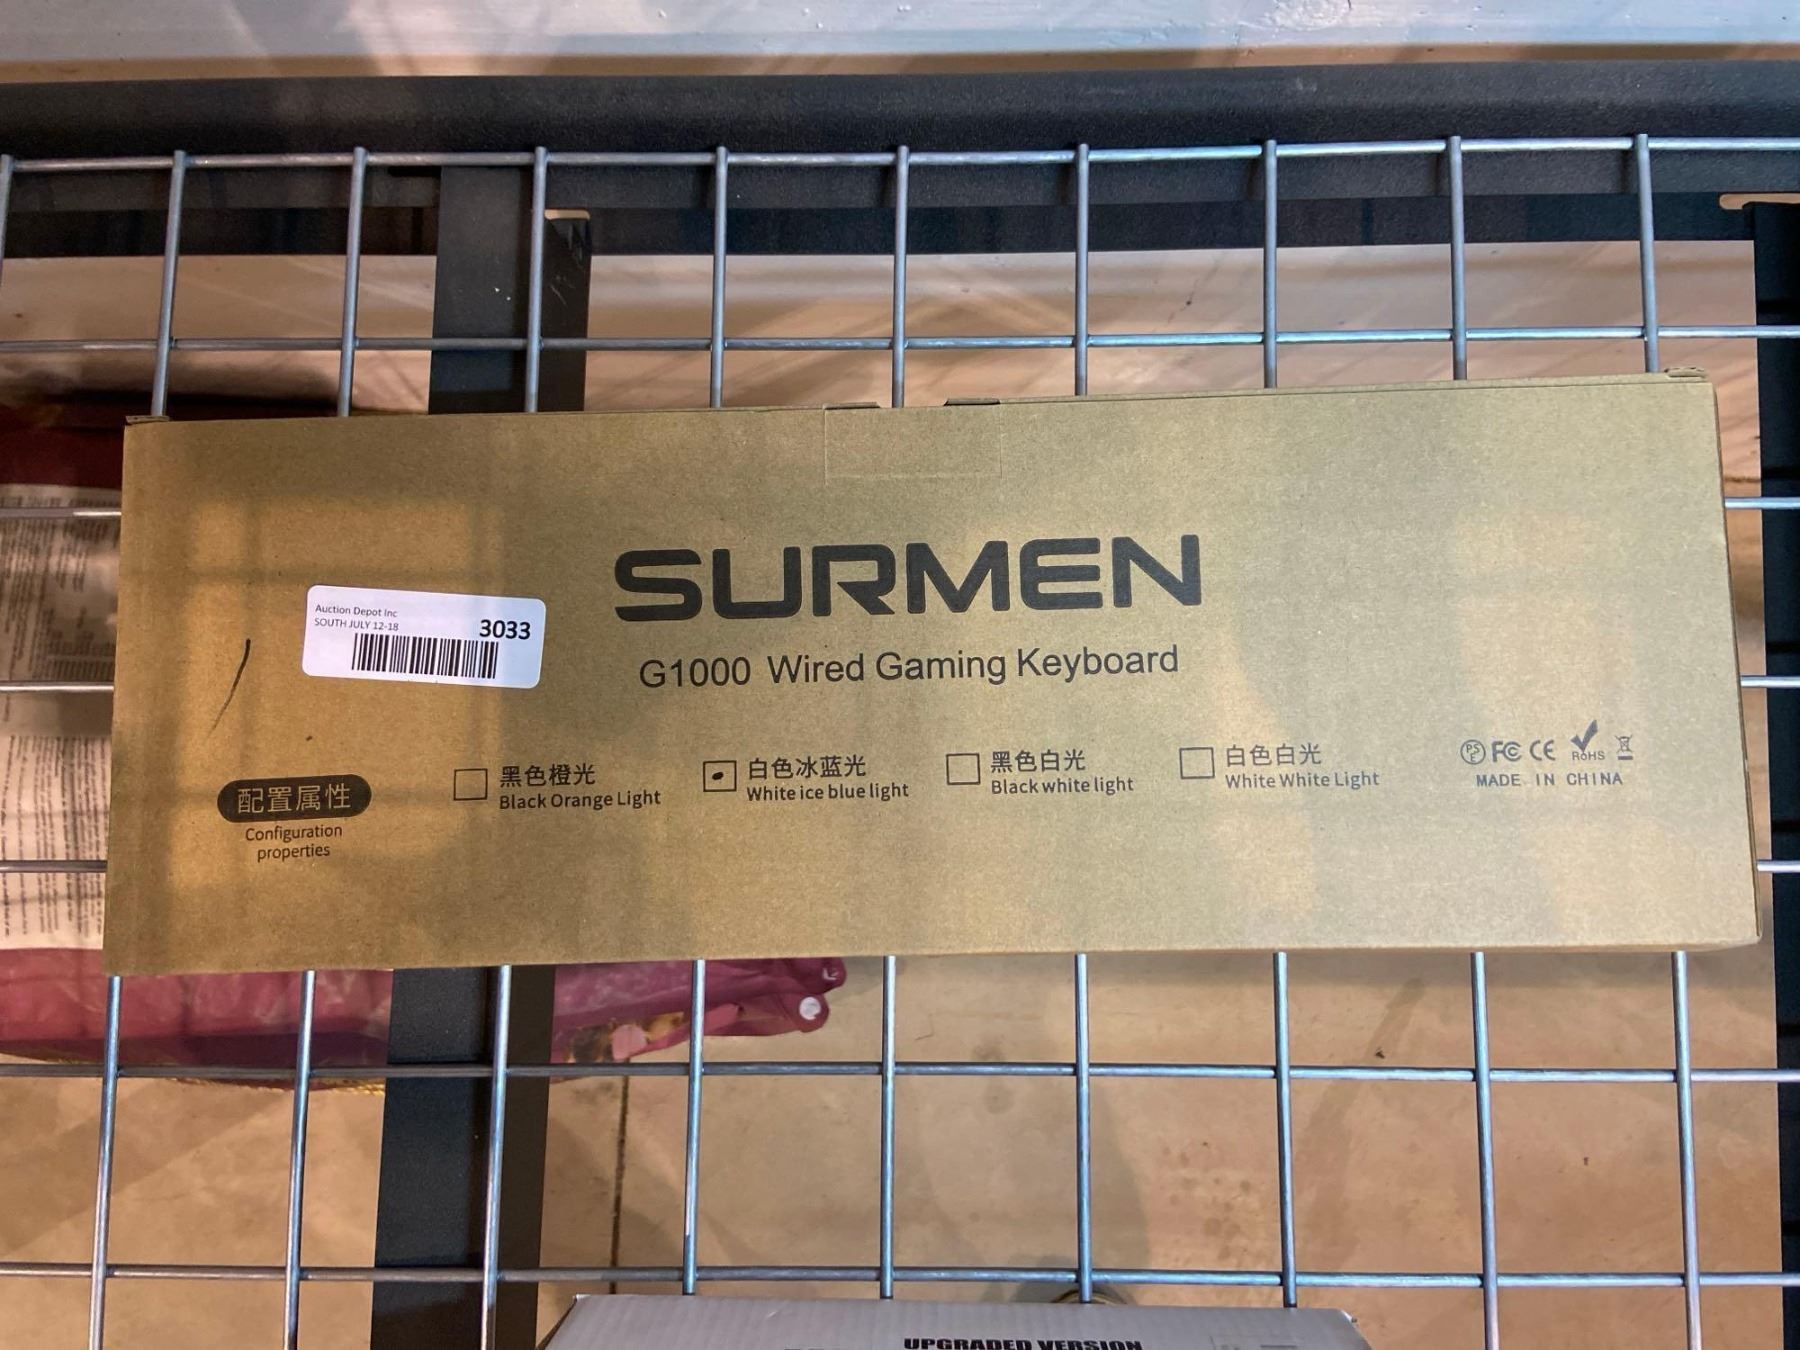 SURMEN
G1000 Wired Gaming Keyboard
Auction Depot Inc
SOUTH JULY 12-18
3033
配置属性
Configuration
properties
黑色橙光
Black Orange Light
白色冰蓝光
White ice blue light
黑色白光
Black white light
白色白光
White White Light
PS E FC CE RoHS
MADE IN CHINA
UPGRADED VERSION